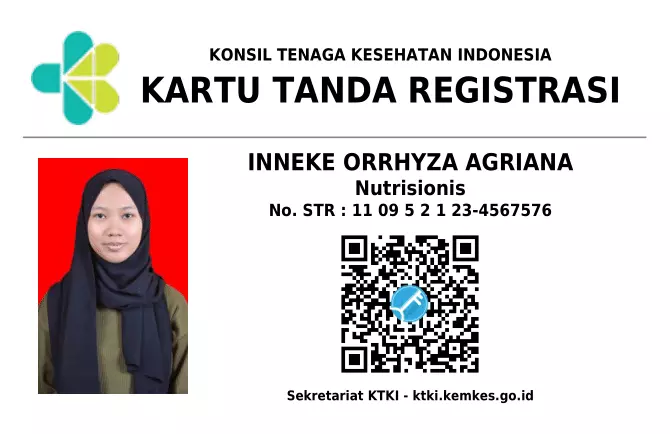 KONSIL TENAGA KESEHATAN INDONESIA
KARTU TANDA REGISTRASI
INNEKE ORRHYZA AGRIANA
Nutrisionis
No. STR : 11 09 5 2 1 23-4567576
Sekretariat KTKI - ktki.kemkes.go.id